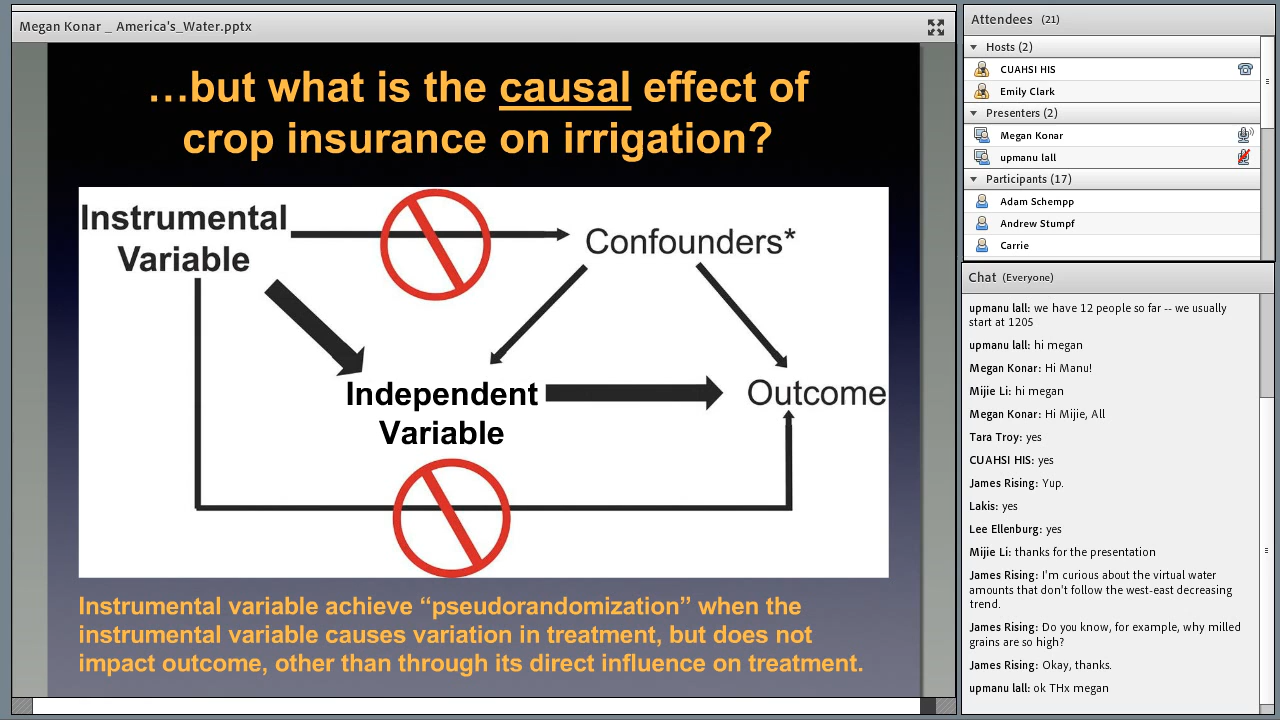 Megan Konar _ America's_Water.pptx
…but what is the causal effect of
crop insurance on irrigation?
Instrumental
Variable
Confounders*
Independent
Variable
Outcome
Instrumental variable achieve “pseudorandomization” when the
instrumental variable causes variation in treatment, but does not
impact outcome, other than through its direct influence on treatment.
Attendees (21)
Hosts (2)
CUAHSI HIS
Emily Clark
Presenters (2)
Megan Konar
upmanu lall
Participants (17)
Adam Schempp
Andrew Stumpf
Carrie
Chat (Everyone)
upmanu lall: we have 12 people so far -- we usually
start at 1205
upmanu lall: hi megan
Megan Konar: Hi Manu!
Mijie Li: hi megan
Megan Konar: Hi Mijie, All
Tara Troy: yes
CUAHSI HIS: yes
James Rising: Yup.
Lakis: yes
Lee Ellenburg: yes
Mijie Li: thanks for the presentation
James Rising: I'm curious about the virtual water
amounts that don't follow the west-east decreasing
trend.
James Rising: Do you know, for example, why milled
grains are so high?
James Rising: Okay, thanks.
upmanu lall: ok THx megan